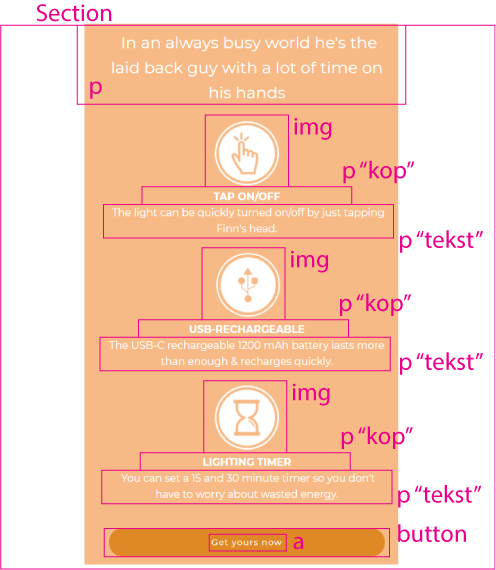 Section
In an always busy world he's the
laid back guy with a lot of time on
his hands
p
img
p "kop"
TAP ON/OFF
The light can be quickly turned on/off by just tapping
Finn's head.
p "tekst"
img
p "kop"
USB-RECHARGEABLE
The USB-C rechargeable 1200 mAh battery lasts more
than enough & recharges quickly.
p "tekst"
img
p "kop"
LIGHTING TIMER
You can set a 15 and 30 minute timer so you don't
have to worry about wasted energy.
p "tekst"
button
Get yours now
a